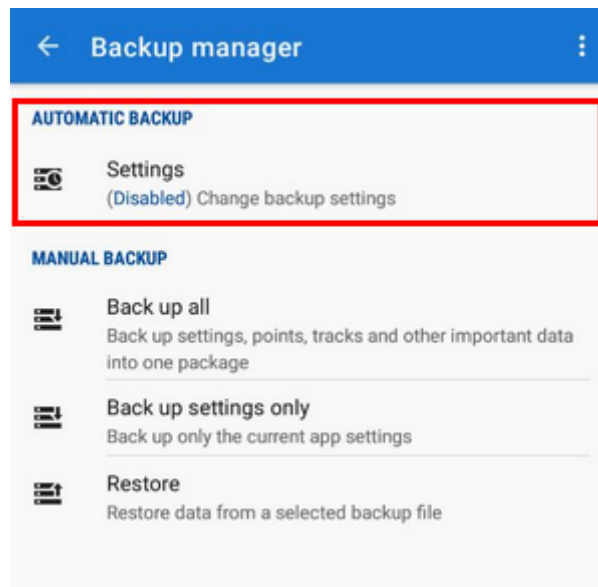 Backup manager
AUTOMATIC BACKUP
Settings
(Disabled) Change backup settings
MANUAL BACKUP
Back up all
Back up settings, points, tracks and other important data
into one package
Back up settings only
Back up only the current app settings
Restore
Restore data from a selected backup file